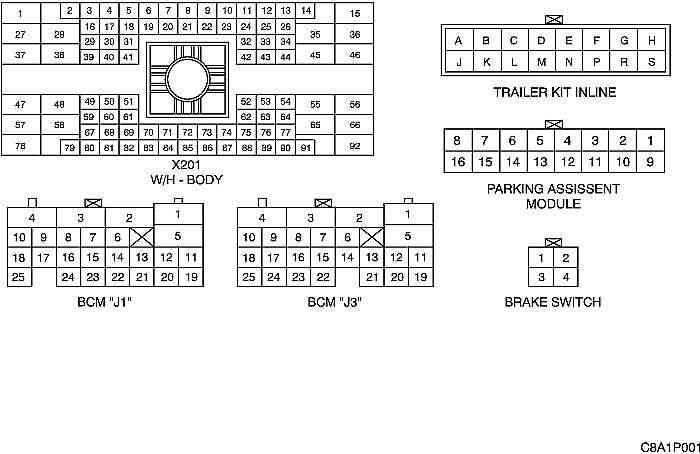 1 2 3 4 5 6 7 8 9 10 11 12 13 14 15
16 17 18 19 20 21 22 23 24 25 26
27 28 29 30 31 32 33 34 35 36
37 38 39 40 41 42 43 44 45 46
47 48 49 50 51 52 53 54 55 56
57 58 59 60 61 62 63 64 65 66
67 68 69 70 71 72 73 74 75 76 77
78 79 80 81 82 83 84 85 86 87 88 89 90 91 92
X201
W/H - BODY
A B C D E F G H
J K L M N P R S
TRAILER KIT INLINE
8 7 6 5 4 3 2 1
16 15 14 13 12 11 10 9
PARKING ASSISSENT
MODULE
4 3 2 1
10 9 8 7 6 5
18 17 16 15 14 13 12 11
25 24 23 22 21 20 19
BCM "J1"
4 3 2 1
10 9 8 7 6 5
18 17 16 15 14 13 12 11
25 24 23 22 21 20 19
BCM "J3"
1 2
3 4
BRAKE SWITCH
C8A1P001